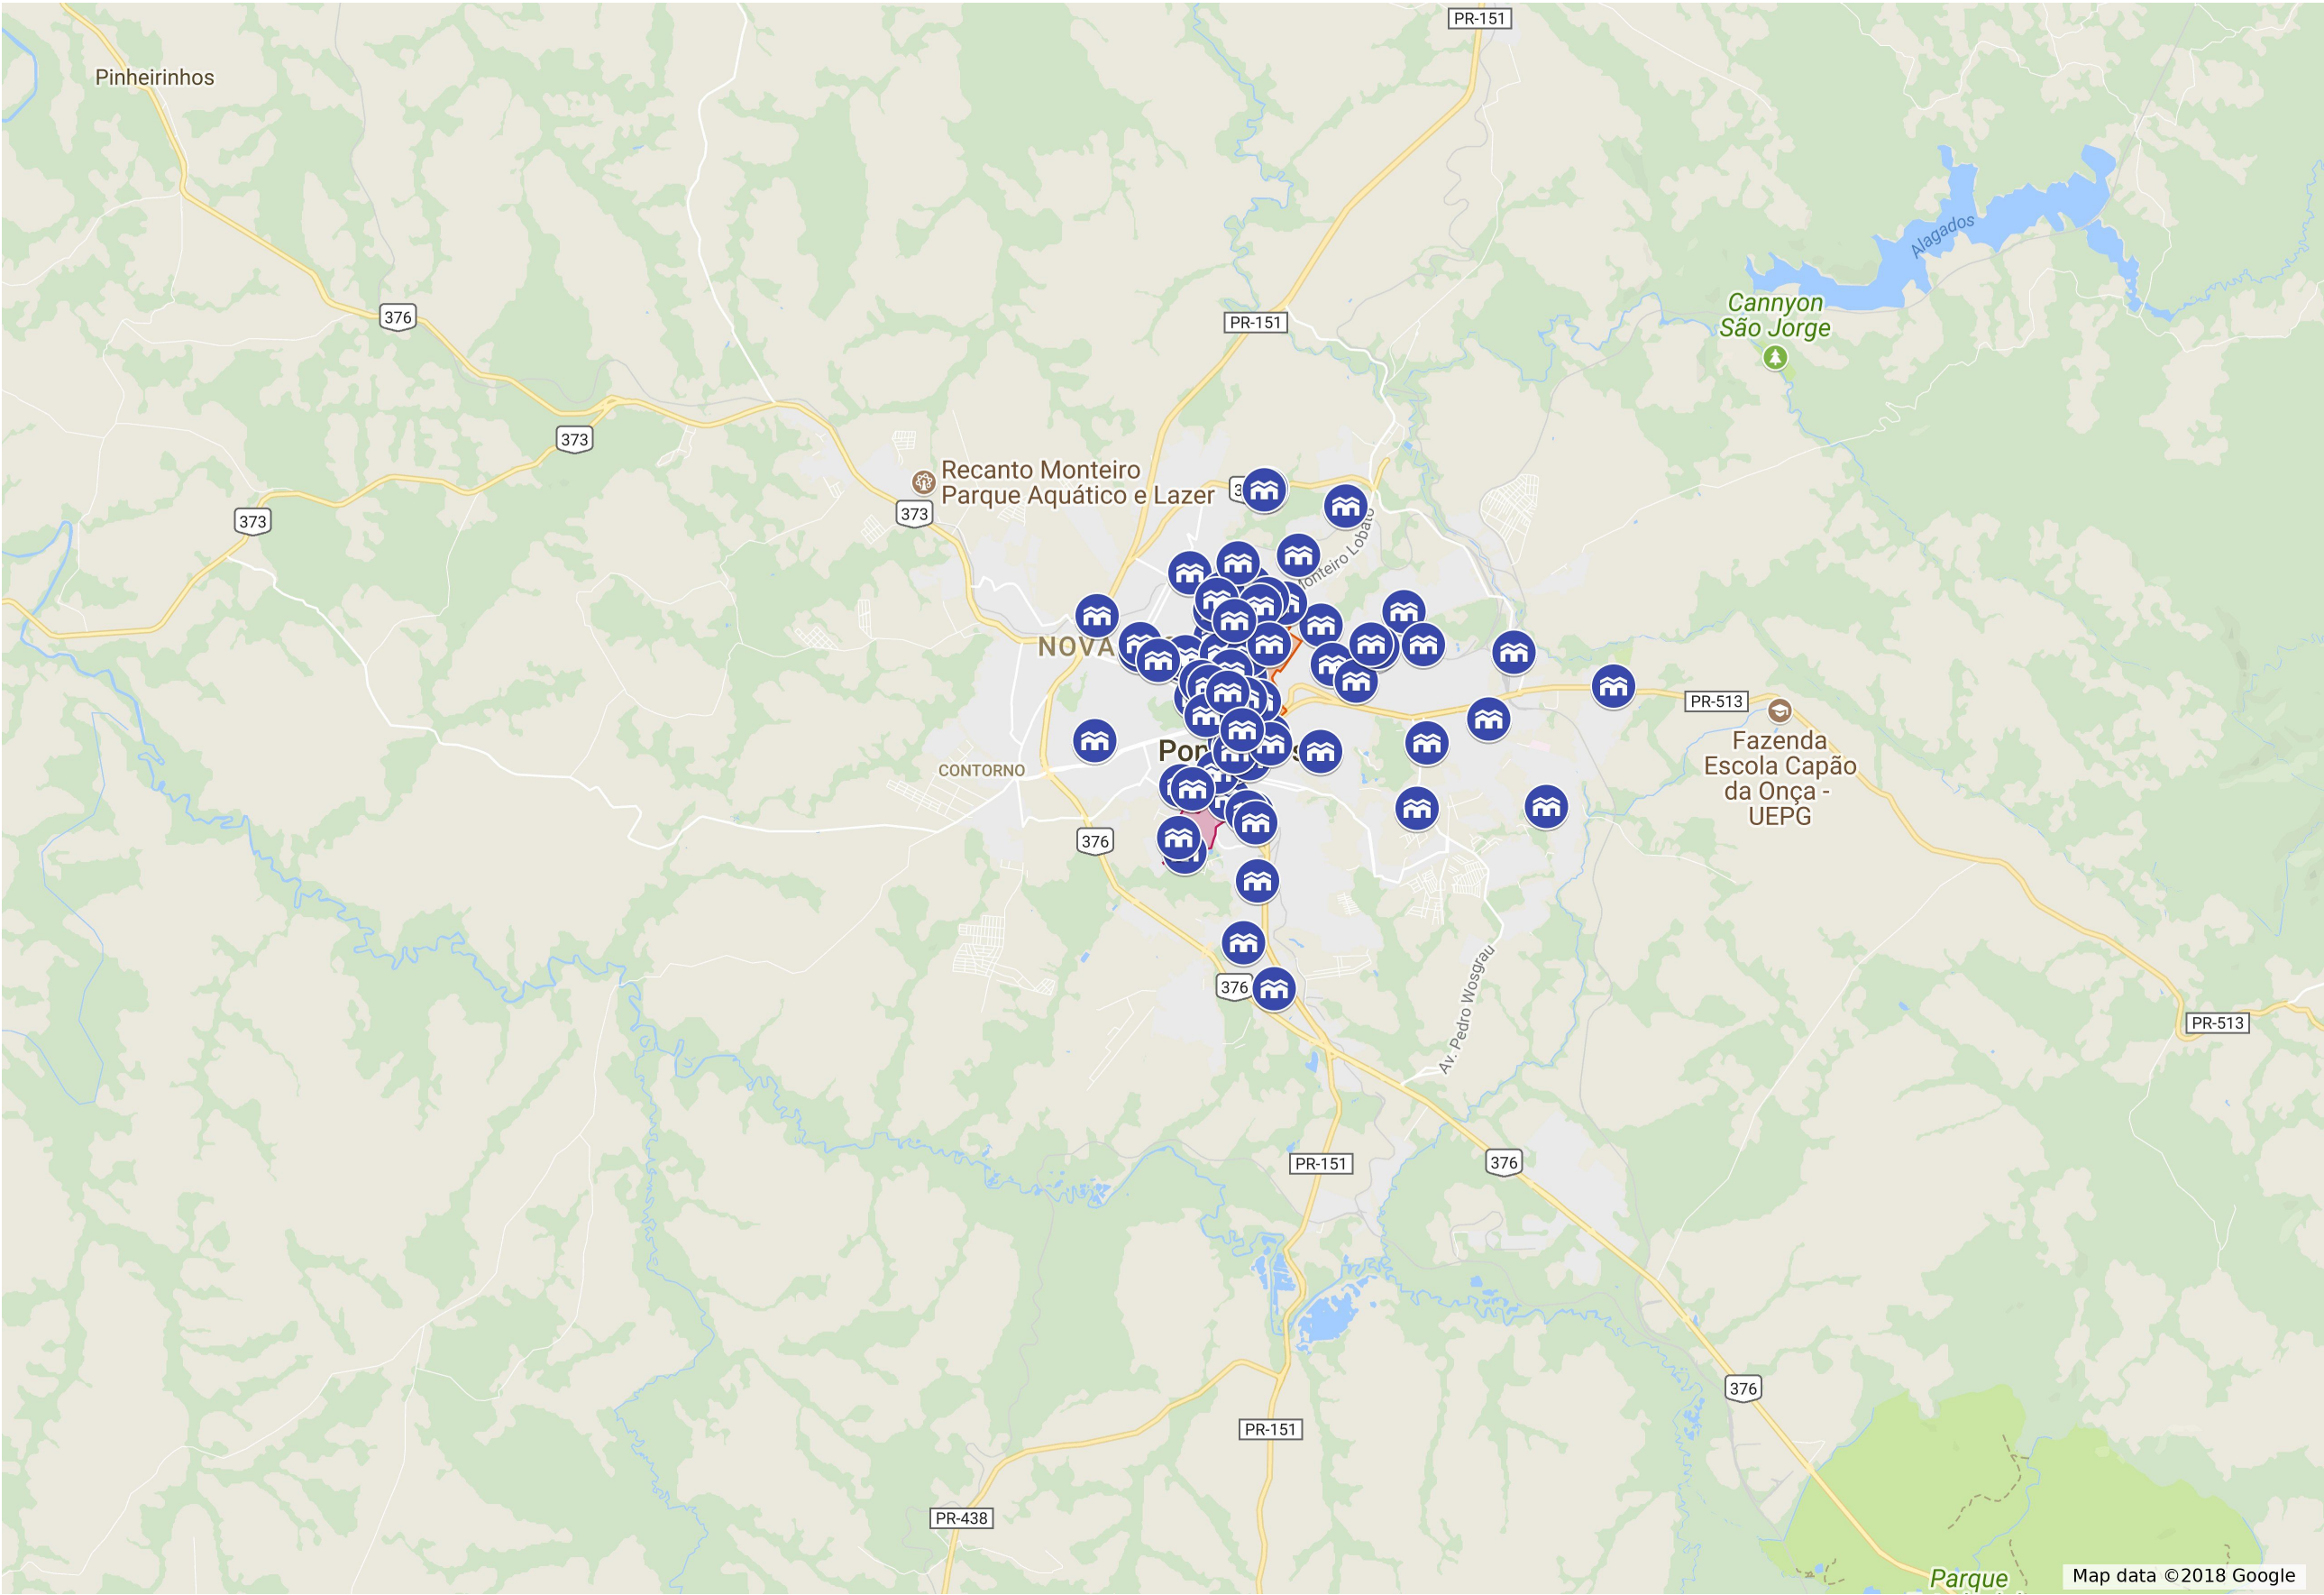 PR-151
Pinheirinhos
Alagados
Cannyon
São Jorge
376
PR-151
373
Recanto Monteiro
Parque Aquático e Lazer
373
373
Monteiro Lobato
NOVA
PR-513
Fazenda
Escola Capão
da Onça -
UEPG
CONTORNO
376
Av. Pedro Wosgrau
376
PR-513
PR-151
376
376
PR-151
PR-438
Parque
Map data ©2018 Google